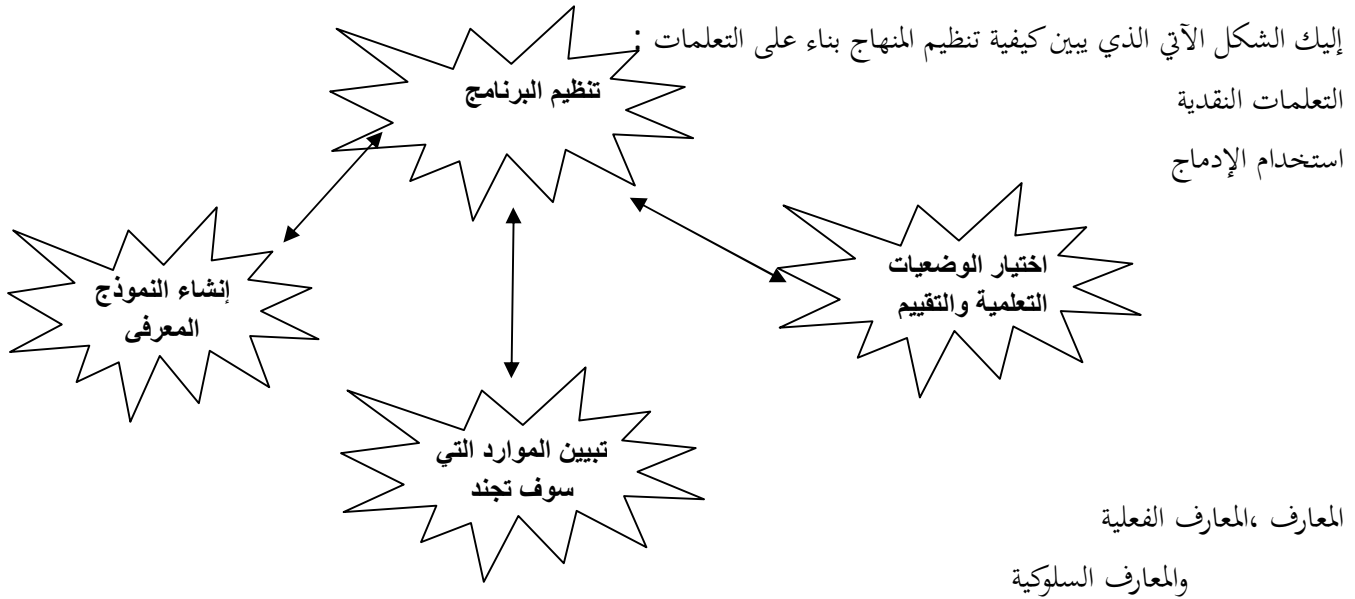 إليك الشكل الآتي الذي يبين كيفية تنظيم المنهاج بناء على التعلمات :
تنظيم البرنامج
التعلمات النقدية
استخدام الإدماج
اختيار الوضعيات
التعلمية والتقييم
إنشاء النموذج
المعرفى
تبيين الموارد التي
سوف تجند
المعارف ،المعارف الفعلية
والمعارف السلوكية